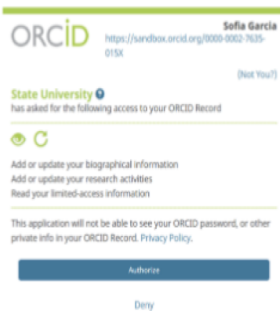 ORCiD
Sofia Garcia
https://sandbox.orcid.org/0000-0002-7635-
015X
(Not You?)
State University
has asked for the following access to your ORCID Record
Add or update your biographical information
Add or update your research activities
Read your limited-access information
This application will not be able to see your ORCID password, or other
private info in your ORCID Record. Privacy Policy.
Authorize
Deny